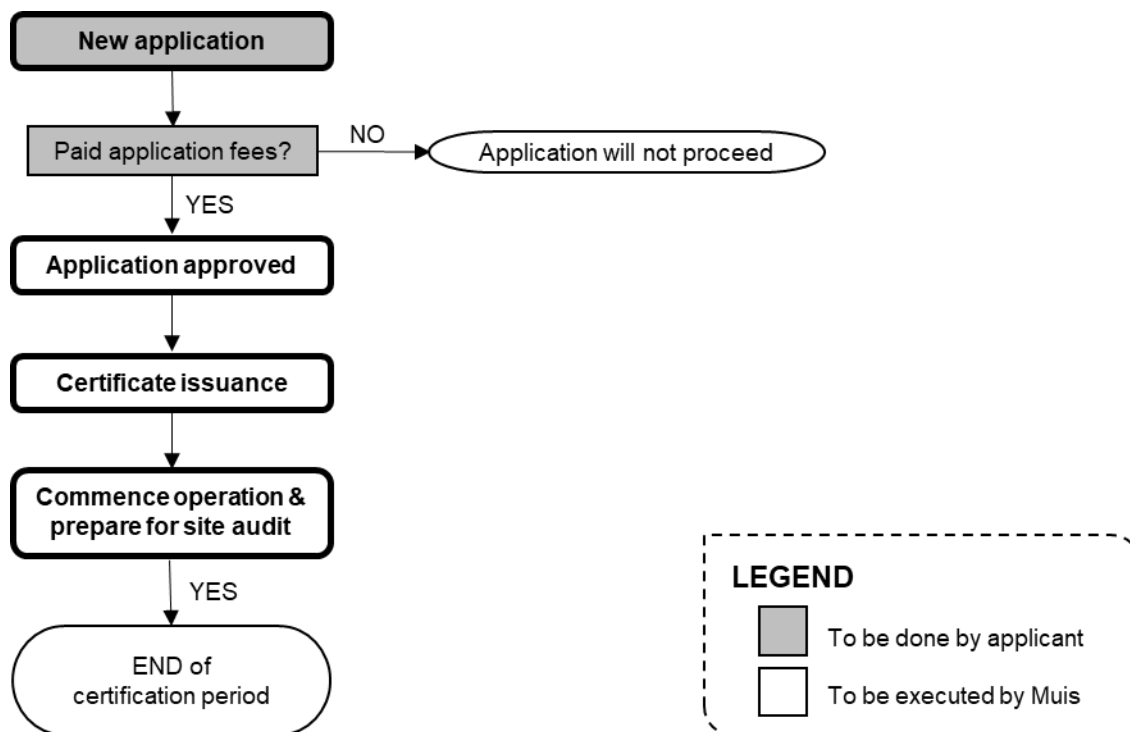 New application
Paid application fees?
NO
Application will not proceed
YES
Application approved
Certificate issuance
Commence operation &
prepare for site audit
YES
END of
certification period
LEGEND
To be done by applicant
To be executed by Muis